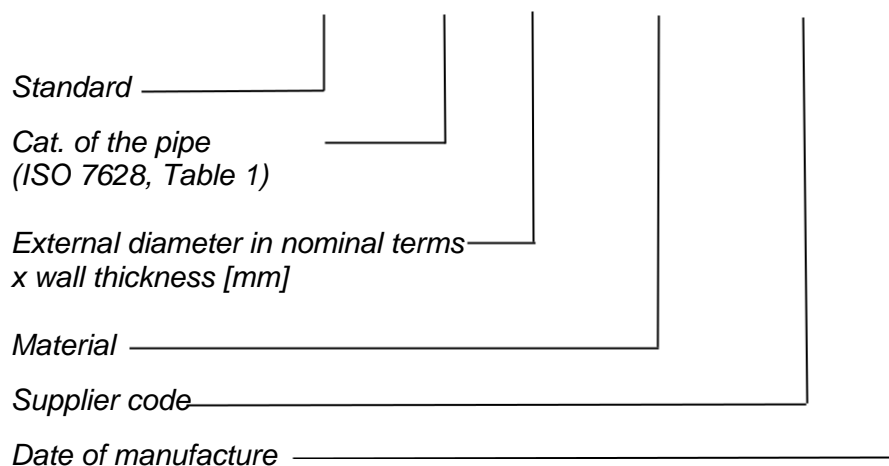 Standard
Cat. of the pipe
(ISO 7628, Table 1)
External diameter in nominal terms
x wall thickness [mm]
Material
Supplier code
Date of manufacture